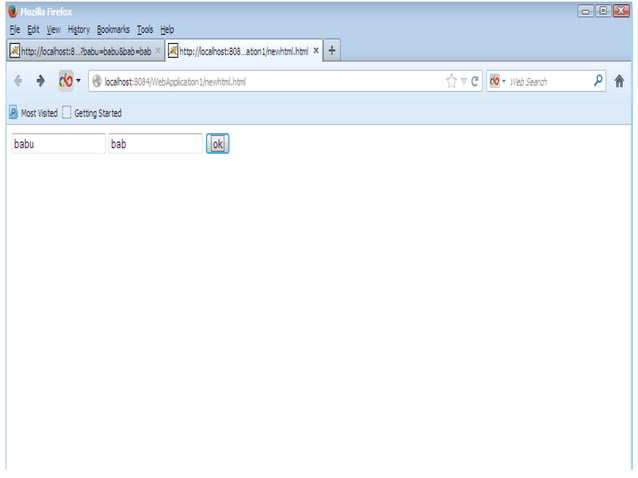 Mozilla Firefox
File Edit View History Bookmarks Tools Help
http://localhost:8...?babu=babu&bab=bab × http://localhost:808...ation1/newhtml.html × +
localhost:8084/WebApplication1/newhtml.html Web Search
Most Visited Getting Started
babu bab ok